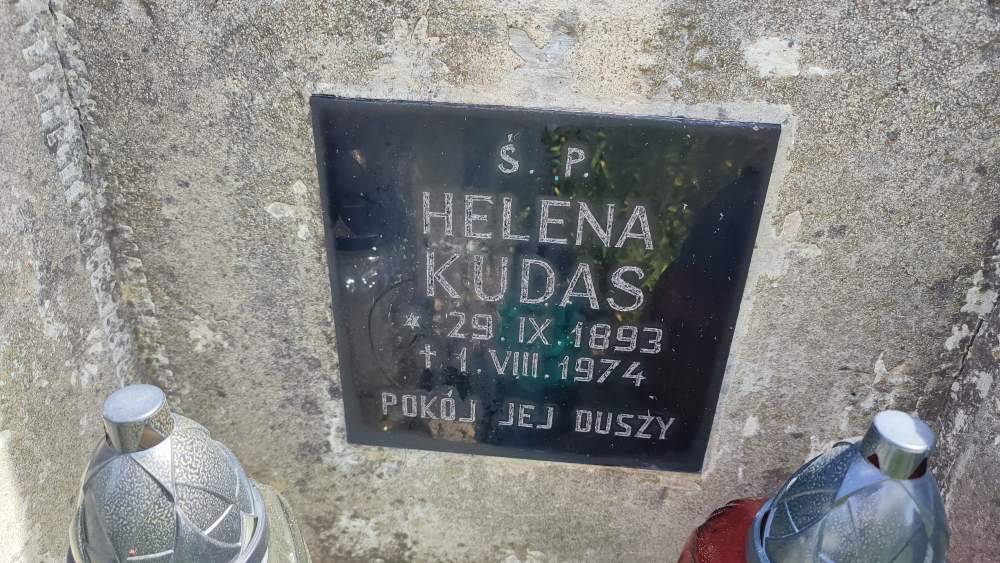 Ś. P.
HELENA
KUDAS
* 29. IX. 1893
† 1. VIII. 1974
POKÓJ JEJ DUSZY